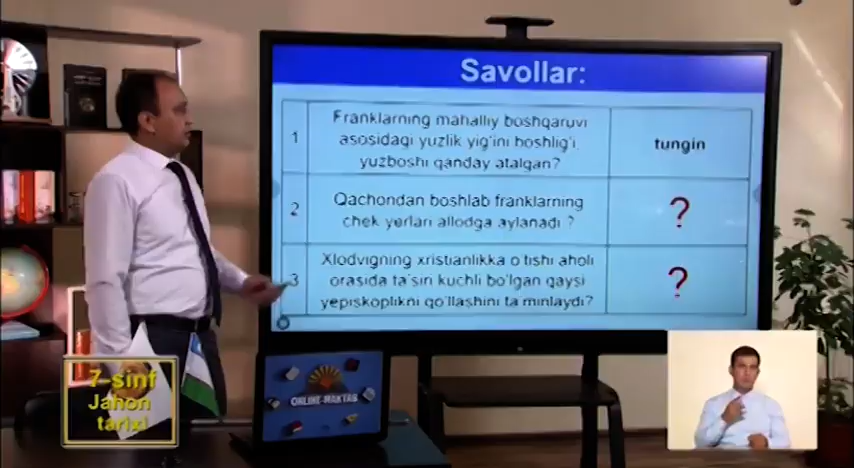 Savollar:
1
Franklarning mahalliy boshqaruvi
asosidagi yuzlik yig'ini boshlig'i
yuzboshi qanday atalgan?
tungin
2
Qachondan boshlab franklarning
chek yerlari allodga aylanadi ?
?
3
Xlodvigning xristianlikka o'tishi aholi
orasida ta'siri kuchli bo'lgan qaysi
yepiskoplikni qo'llashini ta'minlaydi?
?
7-sinf
Jahon
tarixi
ONLINE-MAKTAB